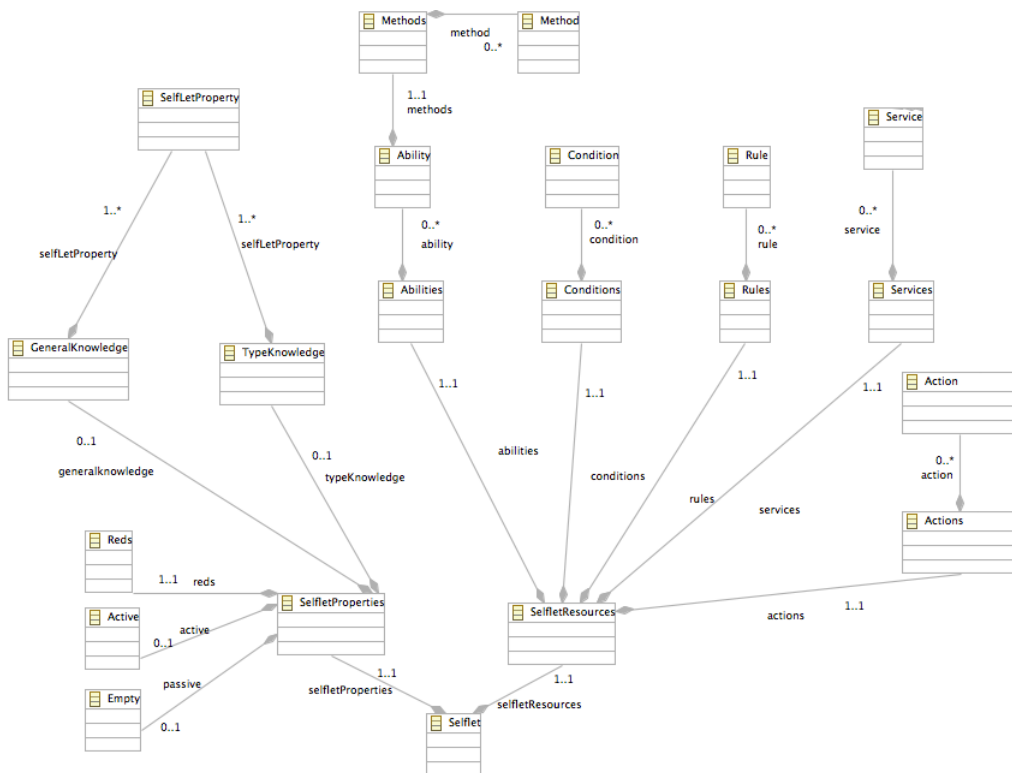 Methods
Method
method
0..*
1..1
methods
SelfLetProperty
Service
Ability
Condition
Rule
1..*
selfLetProperty
1..*
selfLetProperty
0..*
ability
0..*
condition
0..*
rule
0..*
service
Abilities
Conditions
Rules
Services
GeneralKnowledge
TypeKnowledge
1..1
1..1
1..1
1..1
Action
0..1
generalknowledge
0..1
typeKnowledge
abilities
conditions
rules
services
0..*
action
Actions
Reds
1..1
reds
SelfletProperties
SelfletResources
1..1
actions
Active
active
0..1
passive
Empty
0..1
1..1
selfletProperties
1..1
selfletResources
Selflet